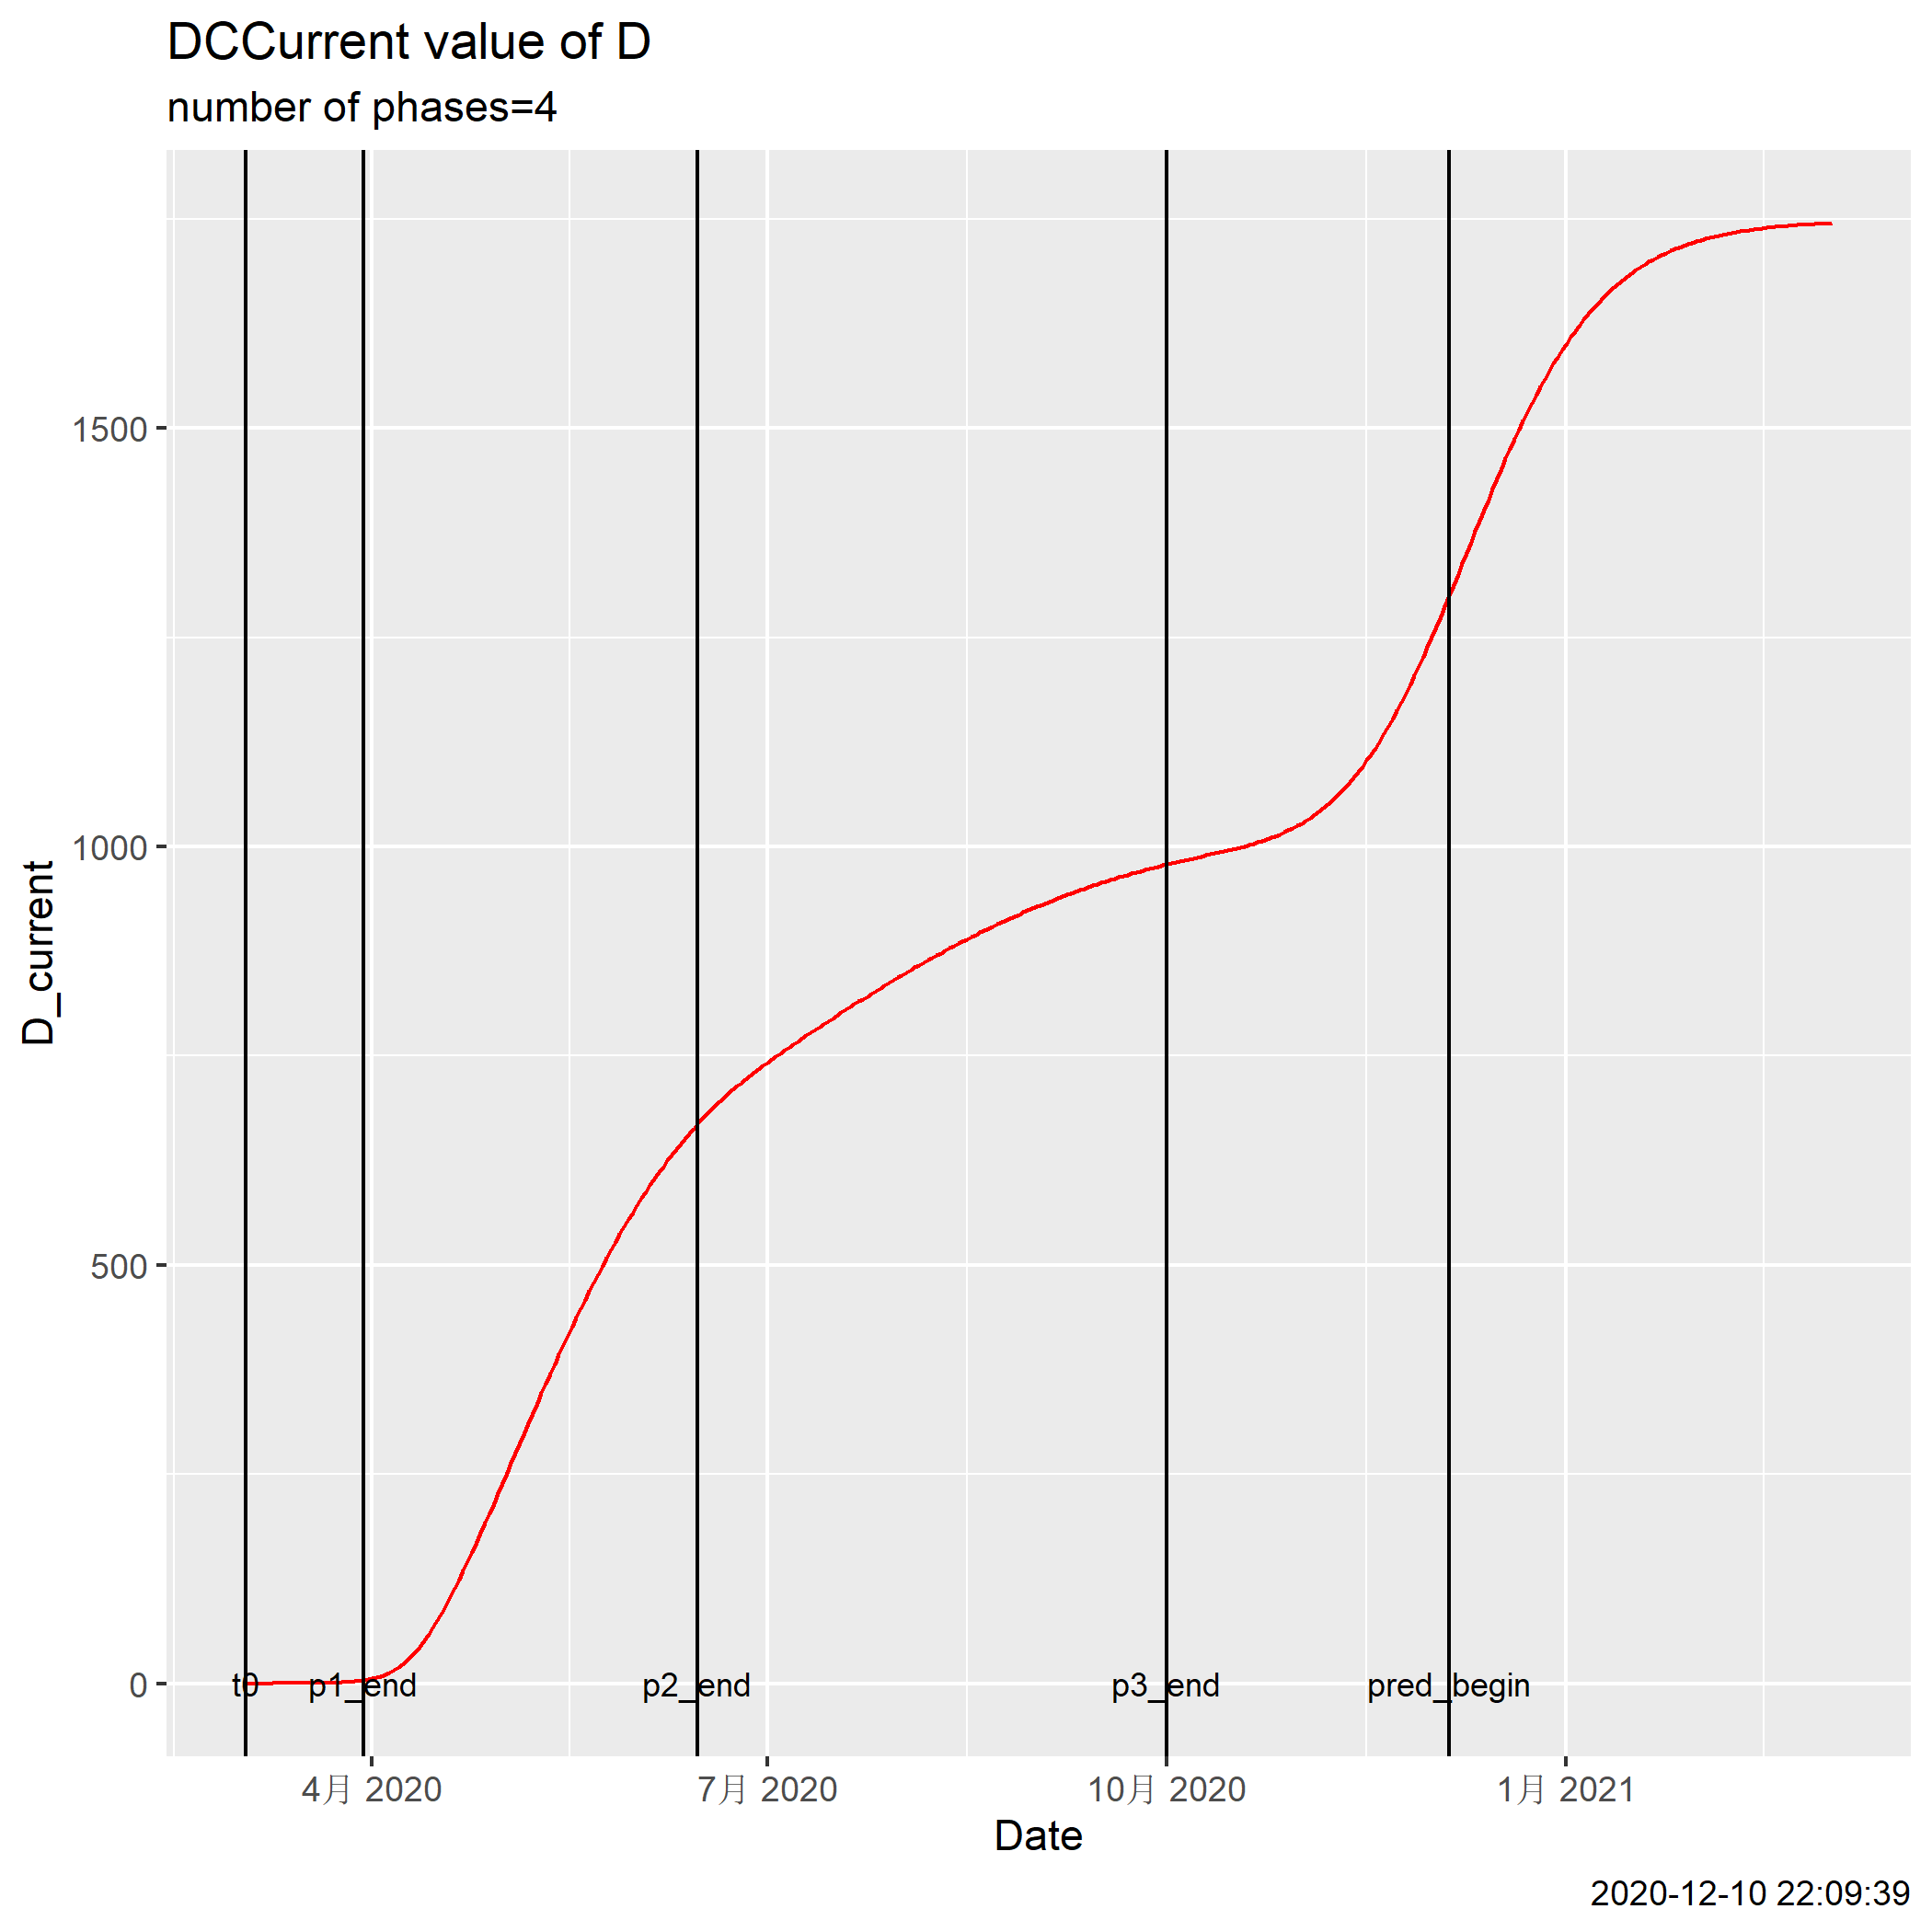 DCCurrent value of D
number of phases=4
D_current
1500
1000
500
0
t0 p1_end p2_end p3_end pred_begin
4月 2020 7月 2020 10月 2020 1月 2021
Date
2020-12-10 22:09:39